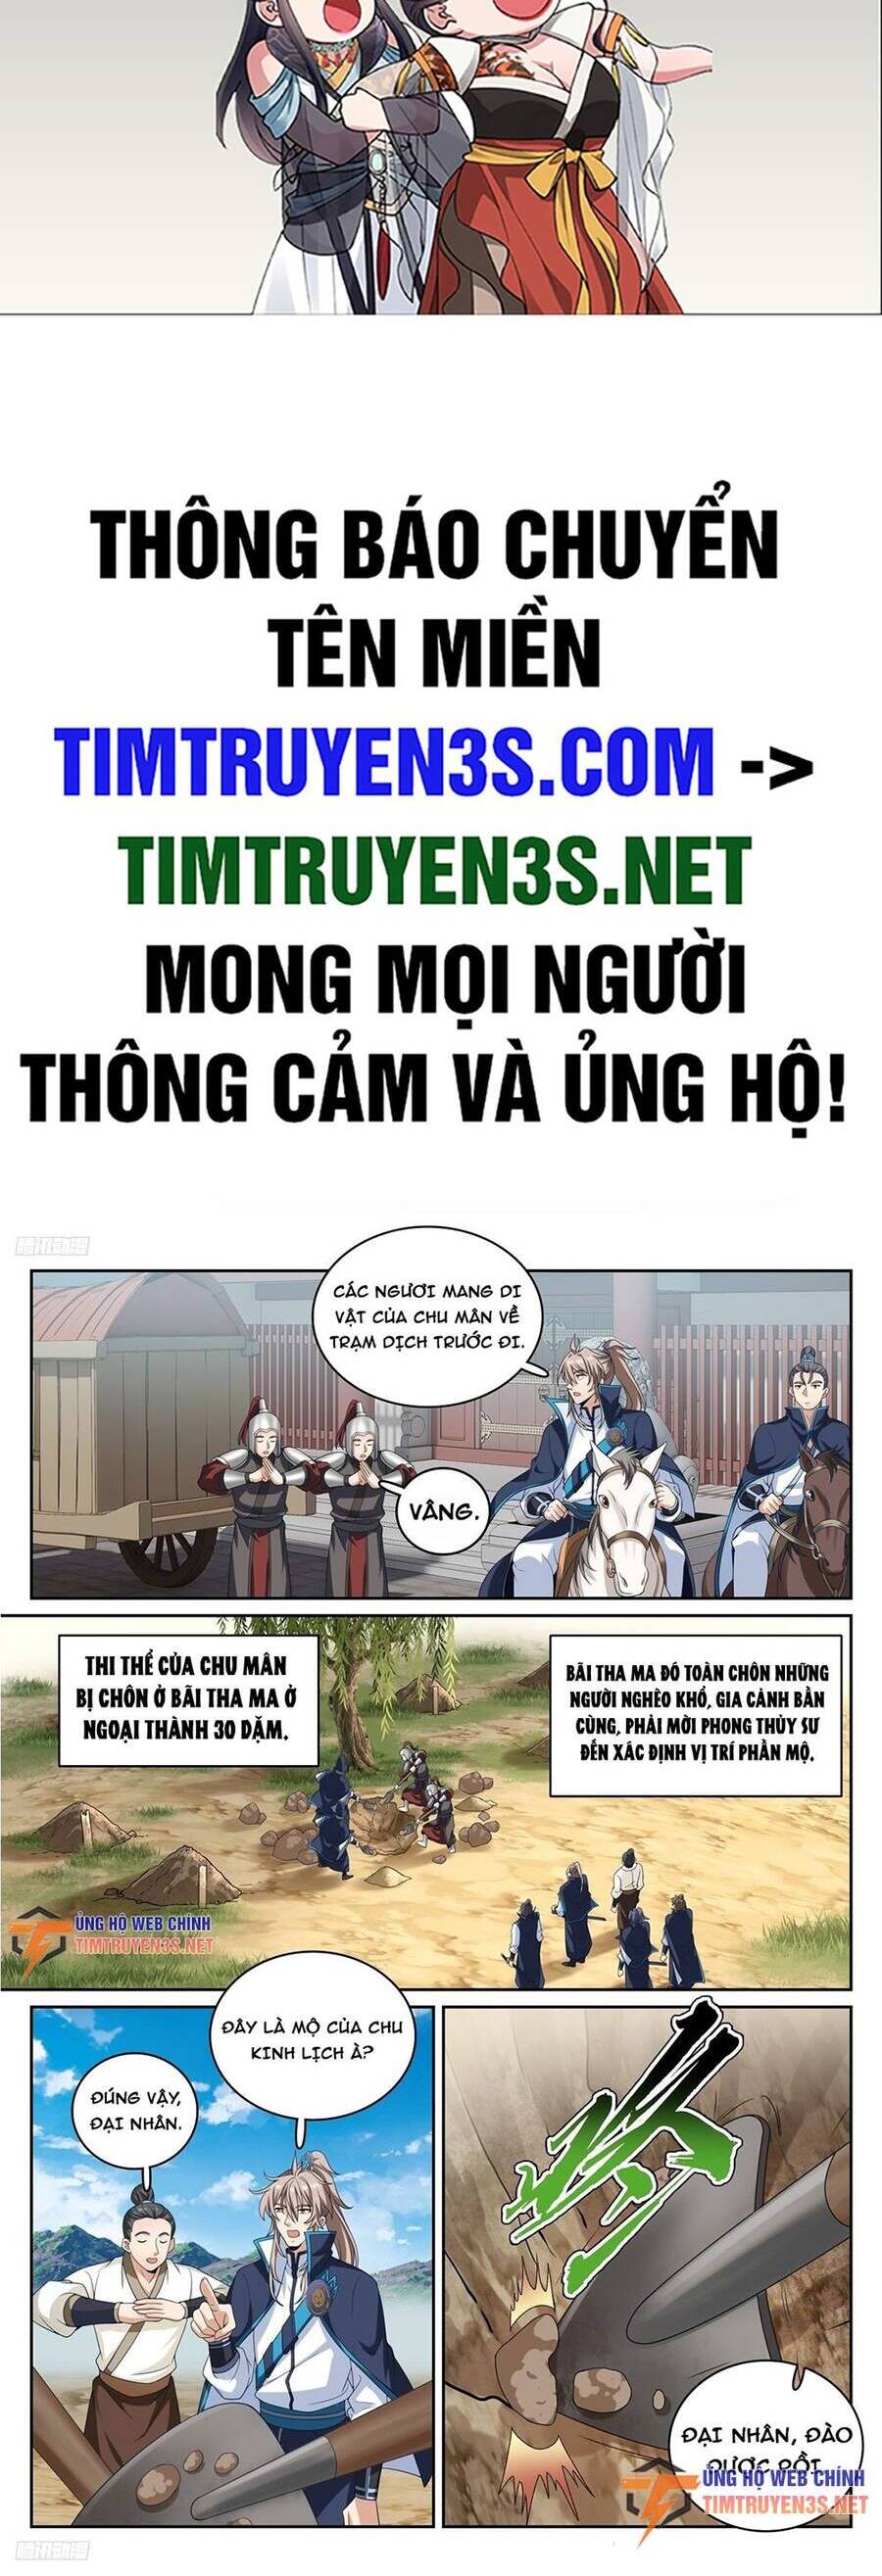 THÔNG BÁO CHUYỂN
TÊN MIỀN
TIMTRUYEN3S.COM ->
TIMTRUYEN3S.NET
MONG MỌI NGƯỜI
THÔNG CẢM VÀ ỦNG HỘ!
CÁC NGƯƠI MANG DI
VẬT CỦA CHU MÂN VỀ
TRẠM DỊCH TRƯỚC ĐI.
VÂNG.
THI THỂ CỦA CHU MÂN
BỊ CHÔN Ở BÃI THA MA Ở
NGOẠI THÀNH 30 DẶM.
BÃI THA MA ĐÓ TOÀN CHÔN NHỮNG
NGƯỜI NGHÈO KHỔ, GIA CẢNH BẦN
CÙNG, PHẢI MỜI PHONG THỦY SƯ
ĐẾN XÁC ĐỊNH VỊ TRÍ PHẦN MỘ.
ỦNG HỘ WEB CHÍNH
TIMTRUYEN3S.NET
ĐÂY LÀ MỘ CỦA CHU
KINH LỊCH À?
ĐÚNG VẬY,
ĐẠI NHÂN.
ĐẠI NHÂN, ĐÀO
ĐƯỢC RỒI.
ỦNG HỘ WEB CHÍNH
TIMTRUYEN3S.NET